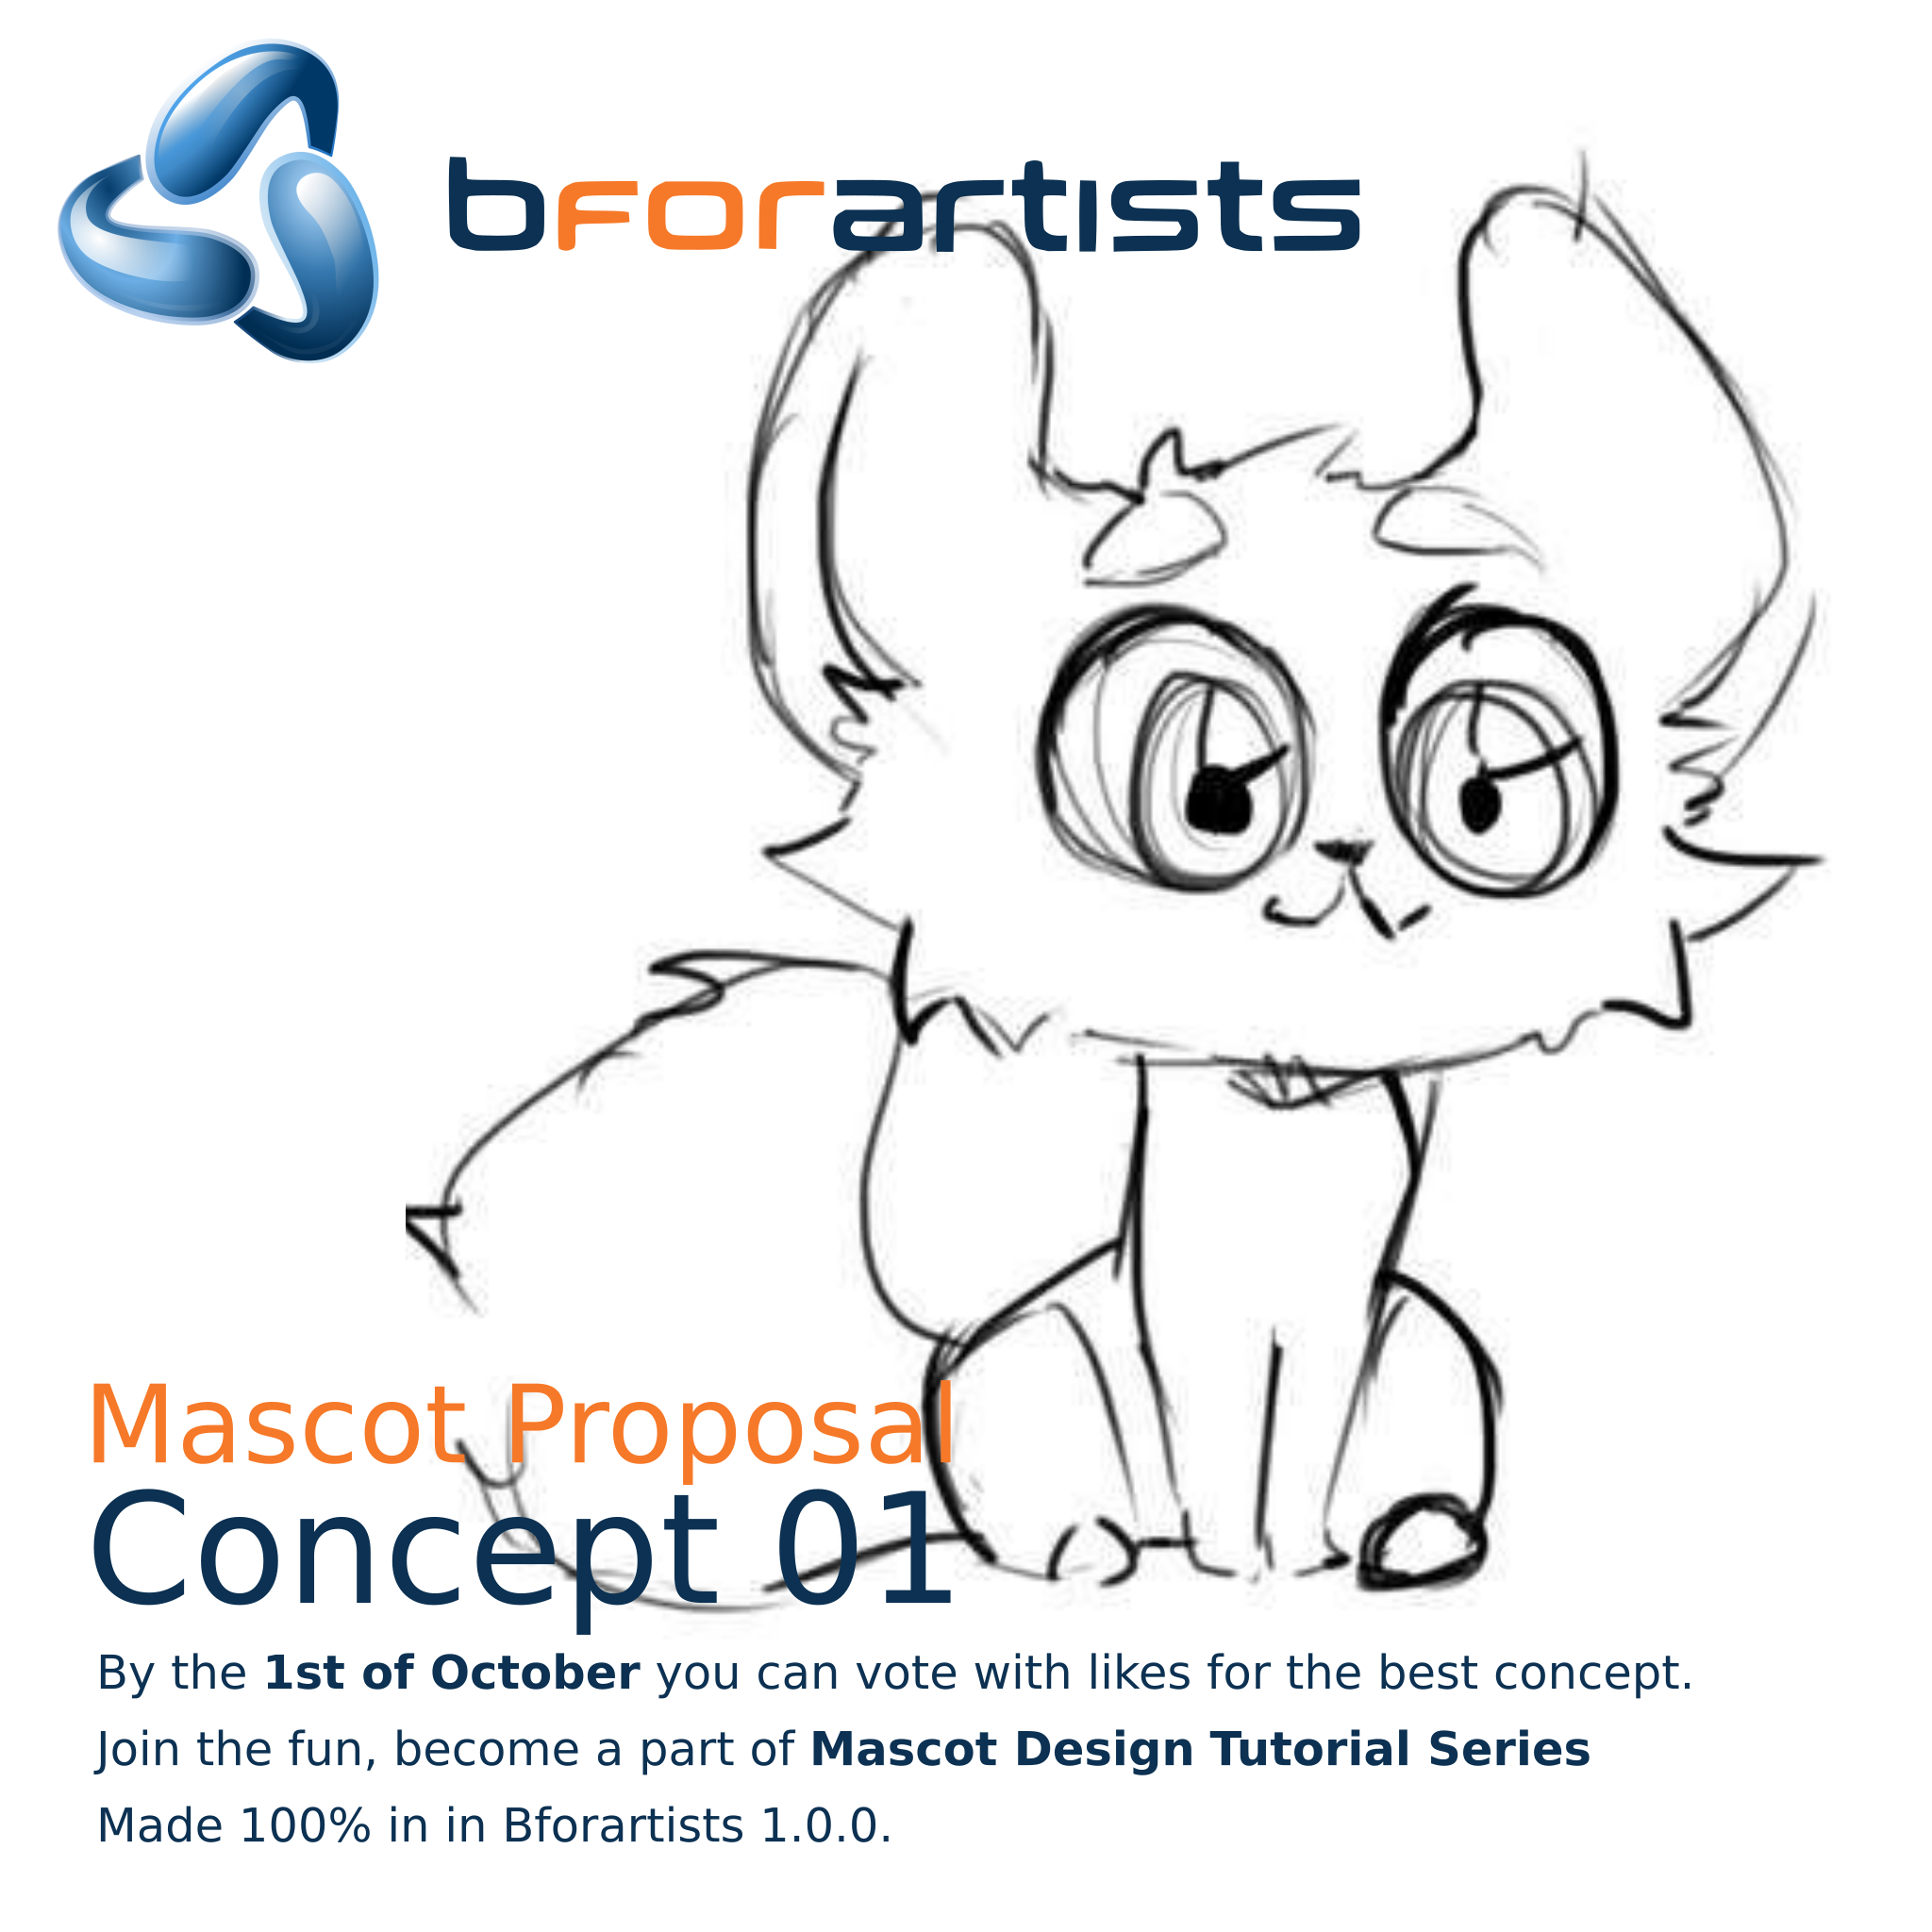 bforartists
Mascot Proposal
Concept 01
By the 1st of October you can vote with likes for the best concept.
Join the fun, become a part of Mascot Design Tutorial Series
Made 100% in in Bforartists 1.0.0.